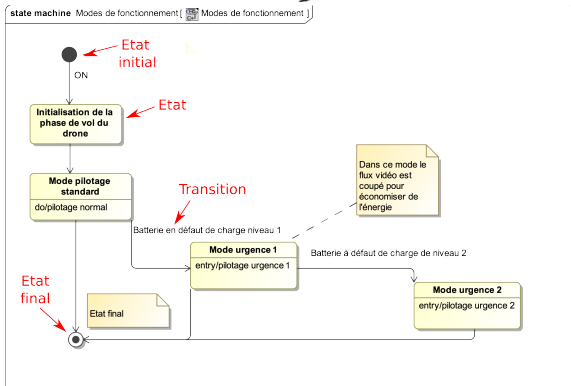 state machine Modes de fonctionnement [ Modes de fonctionnement ]
Etat
initial
ON
Initialisation de la
phase de vol du
drone
Etat
Mode pilotage
standard
do/pilotage normal
Transition
Batterie en défaut de charge niveau 1
Dans ce mode le
flux vidéo est
coupé pour
économiser de
l'énergie
Mode urgence 1
entry/pilotage urgence 1
Batterie à défaut de charge de niveau 2
Mode urgence 2
entry/pilotage urgence 2
Etat
final
Etat final